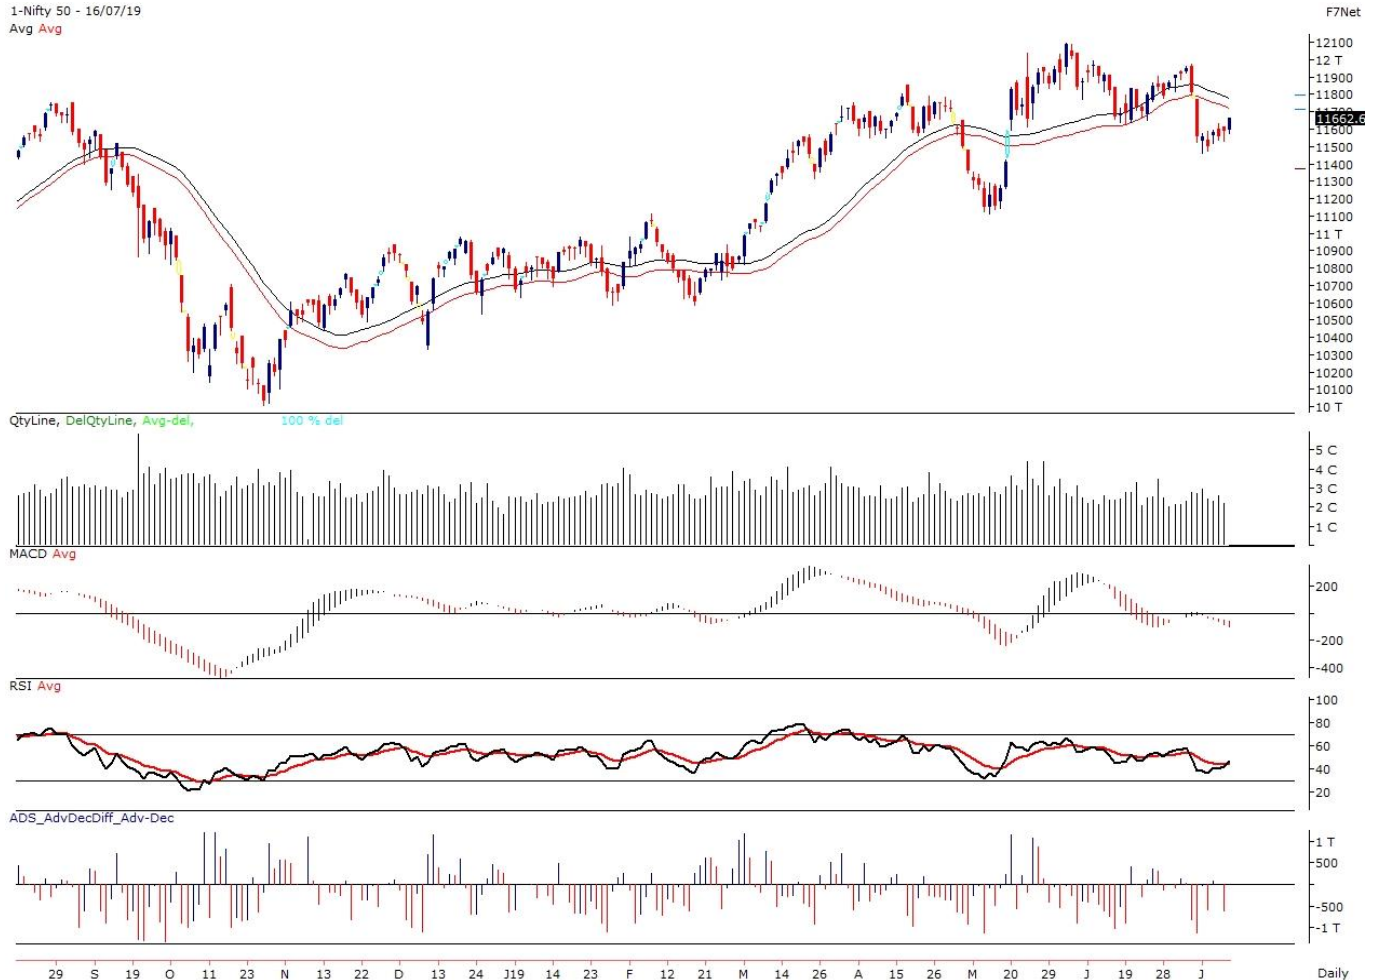 1-Nifty 50 - 16/07/19
F7Net
Avg Avg
12100
12 T
11900
11800
11662.6
11600
11500
11400
11300
11200
11100
11 T
10900
10800
10700
10600
10500
10400
10300
10200
10100
10 T
QtyLine, DelQtyLine, Avg-del, 100 % del
5 C
4 C
3 C
2 C
1 C
MACD Avg
200
-200
-400
RSI Avg
100
80
60
40
20
ADS_AdvDecDiff_Adv-Dec
1 T
500
-500
-1 T
29 S 19 O 11 23 N 13 22 D 13 24 J19 14 23 F 12 21 M 14 26 A 15 26 M 20 29 J 19 28 J Daily